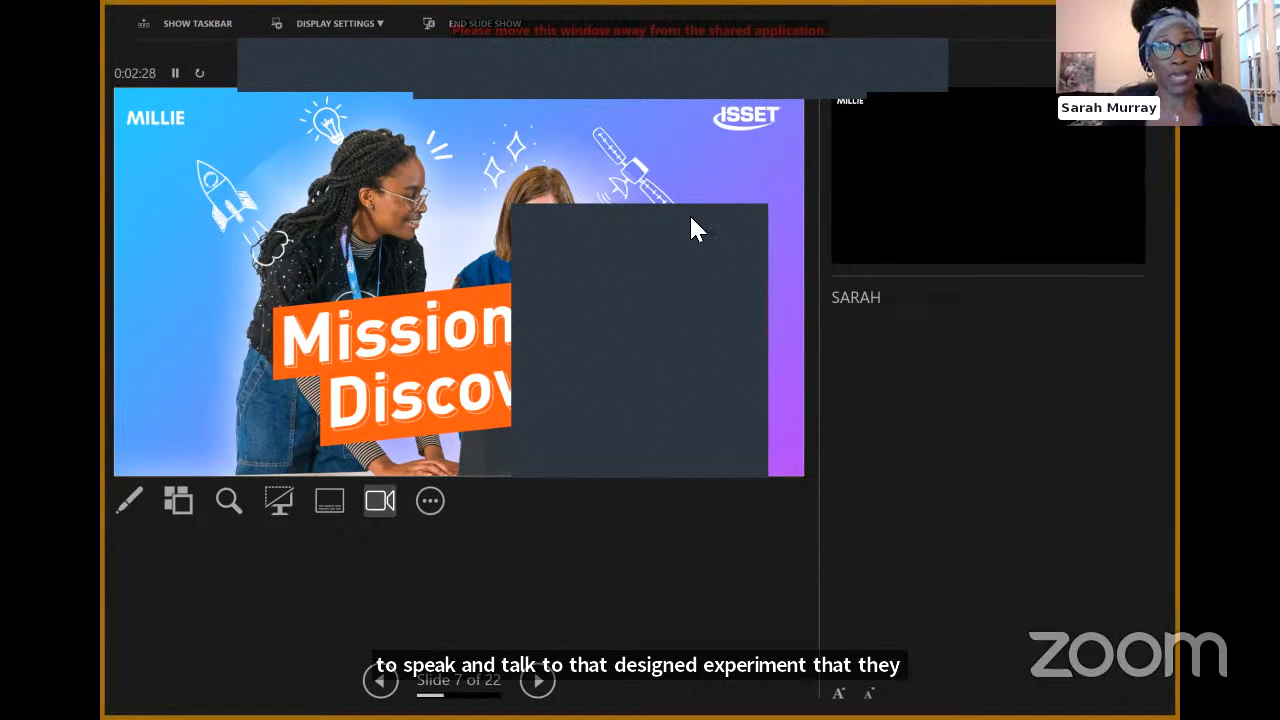 SHOW TASKBAR
DISPLAY SETTINGS ▼
END SLIDE SHOW
Please move this window away from the shared application.
0:02:28
MILLIE
ISSET
Mission
Discov
MILLIE
Sarah Murray
SARAH
to speak and talk to that designed experiment that they
Slide 7 of 22
A
A
zoom